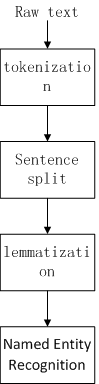 Raw text
tokenizatio
n
Sentence
split
lemmatizati
on
Named Entity
Recognition